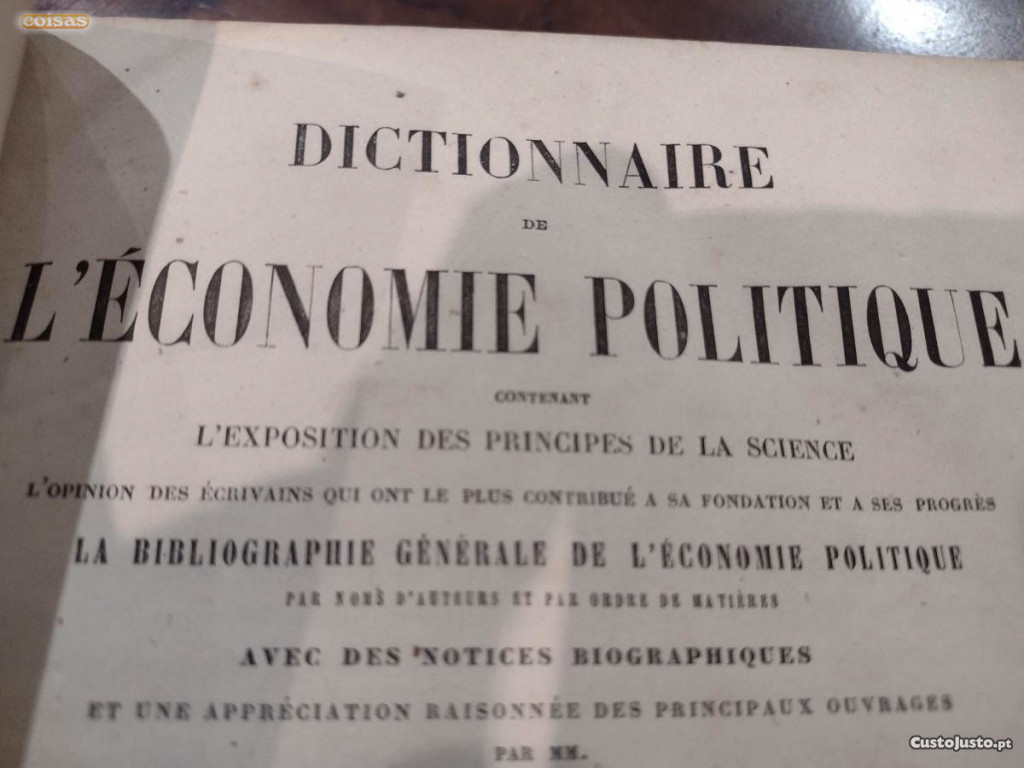 coisas
DICTIONNAIRE
DE
L'ÉCONOMIE POLITIQUE
CONTENANT
L'EXPOSITION DES PRINCIPES DE LA SCIENCE
L'OPINION DES ÉCRIVAINS QUI ONT LE PLUS CONTRIBUÉ A SA FONDATION ET A SES PROGRÈS
LA BIBLIOGRAPHIE GÉNÉRALE DE L'ÉCONOMIE POLITIQUE
PAR NOMS D'AUTEURS ET PAR ORDRE DE MATIÈRES
AVEC DES NOTICES BIOGRAPHIQUES
ET UNE APPRÉCIATION RAISONNÉE DES PRINCIPAUX OUVRAGES
PAR MM.
CustoJusto.pt